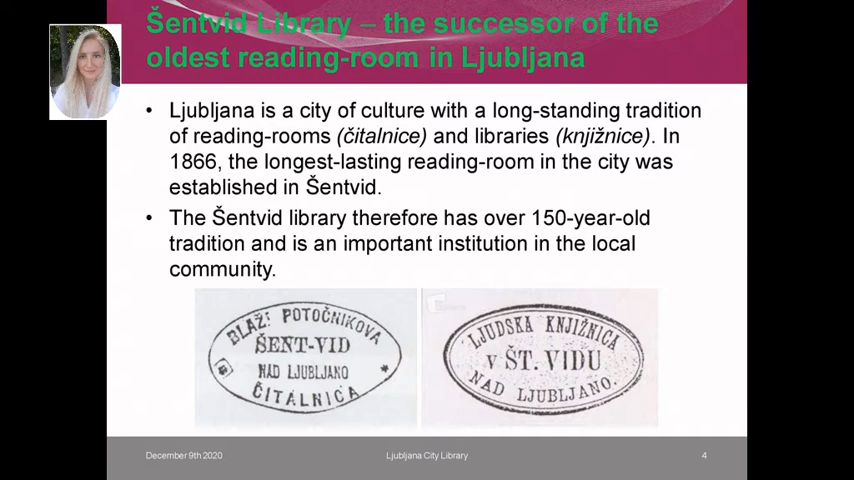 Šentvid Library – the successor of the
oldest reading-room in Ljubljana
• Ljubljana is a city of culture with a long-standing tradition
of reading-rooms (čitalnice) and libraries (knjižnice). In
1866, the longest-lasting reading-room in the city was
established in Šentvid.
• The Šentvid library therefore has over 150-year-old
tradition and is an important institution in the local
community.
BLAŽ: POTOČNIKOVA
ŠENT-VID
NAD LJUBLJANO
ČITALNICA
LJUDSKA KNJIŽNICA
V ŠT. VIDU
NAD LJUBLJANO.
December 9th 2020
Ljubljana City Library
4